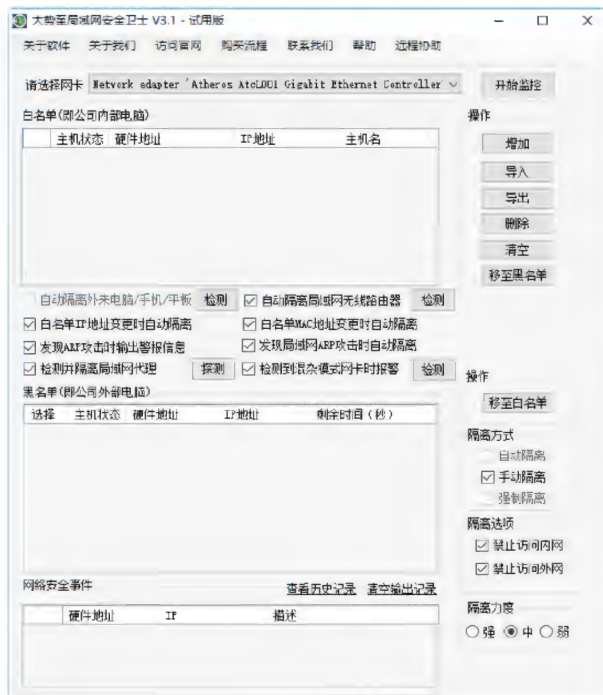 大势至局域网安全卫士 V3.1 - 试用版
关于软件 关于我们 访问官网 购买流程 联系我们 帮助 远程协助
请选择网卡 Network adapter 'Atheros AtcL001 Gigabit Ethernet Controller' 开始监控
白名单(即公司内部电脑) 操作
主机状态 硬件地址 IP地址 主机名
增加
导入
导出
删除
清空
移至黑名单
自动隔离外来电脑/手机/平板 检测 自动隔离局域网无线路由器 检测
白名单IP地址变更时自动隔离 白名单MAC地址变更时自动隔离
发现ARP攻击时输出警报信息 发现局域网ARP攻击时自动隔离
检测并隔离局域网代理 探测 检测到混杂模式网卡时报警 检测
操作
黑名单(即公司外部电脑)
移至白名单
选择 主机状态 硬件地址 IP地址 剩余时间(秒)
隔离方式
自动隔离
手动隔离
强制隔离
隔离选项
禁止访问内网
禁止访问外网
网络安全事件 查看历史记录 清空输出记录
硬件地址 IP 描述
隔离力度
强 中 弱